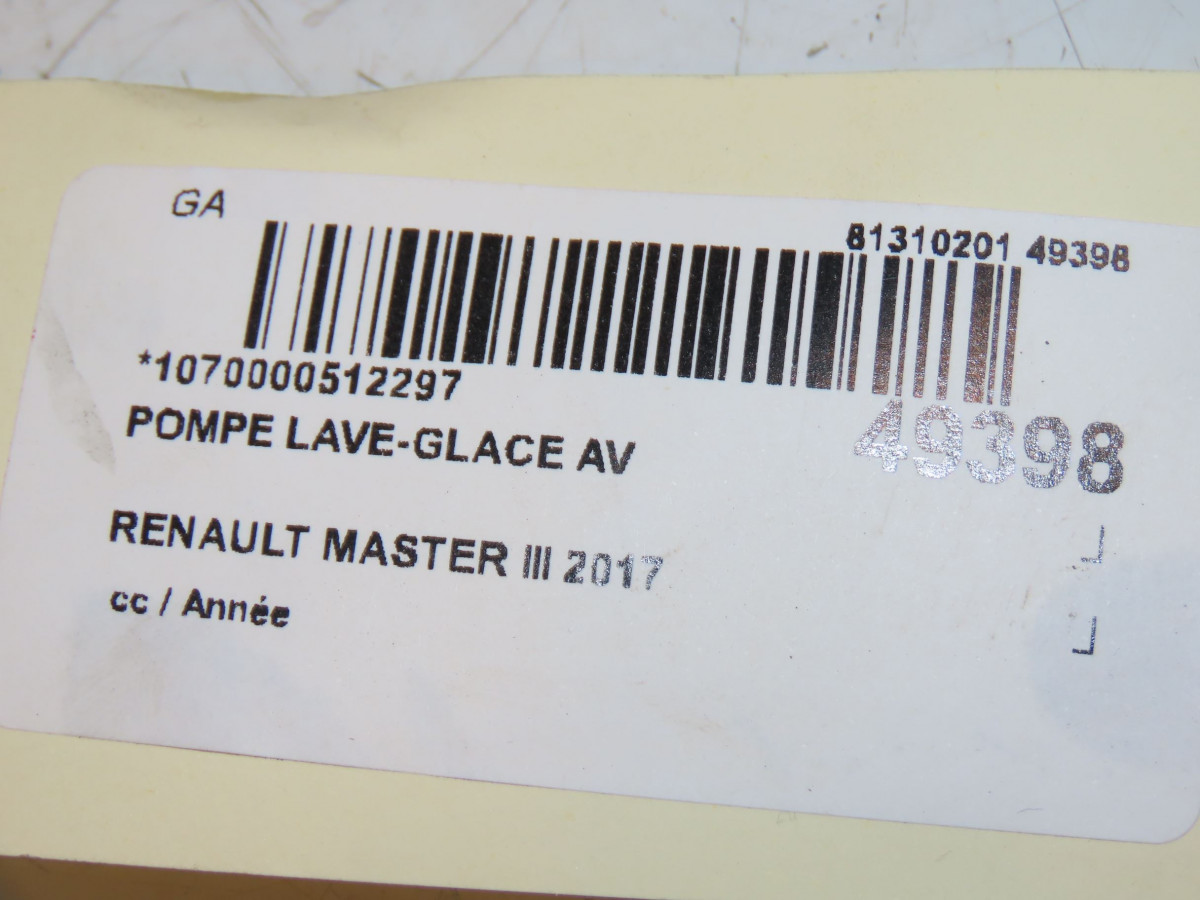 GA
81310201 49398
*1070000512297
POMPE LAVE-GLACE AV
49398
RENAULT MASTER III 2017
cc / Année